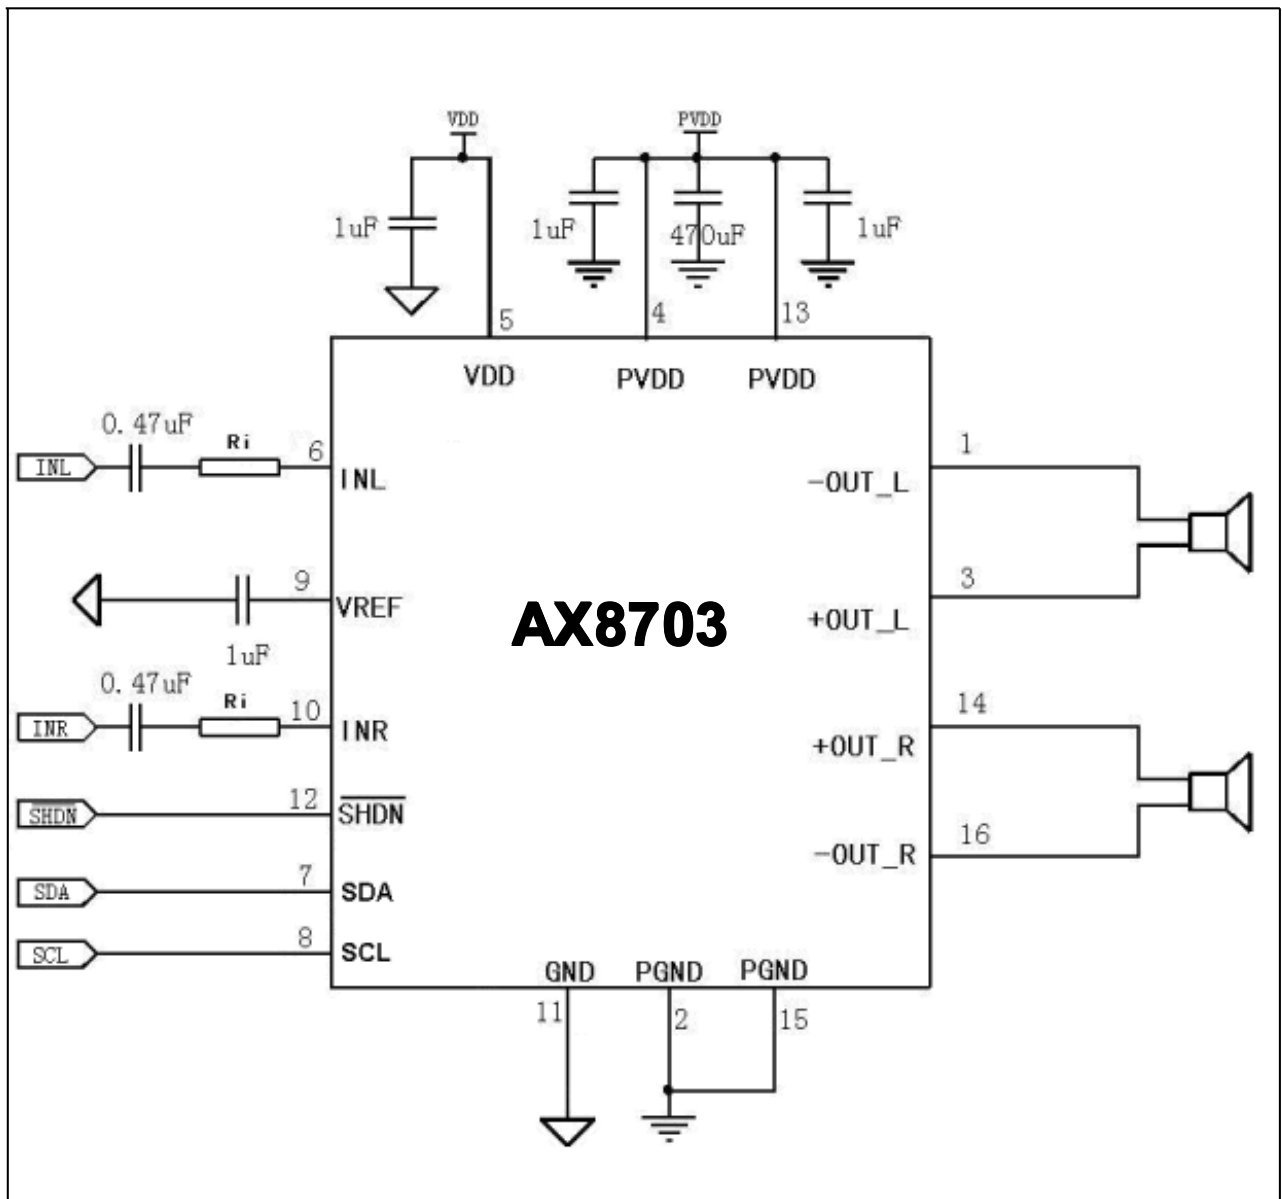 VDD PVDD
1uF 1uF 470uF 1uF
5 4 13
VDD PVDD PVDD
0.47uF
INL Ri 6 INL
-OUT_L 1
9 VREF
1uF
AX8703
+OUT_L 3
0.47uF
INR Ri 10 INR
+OUT_R 14
SHDN 12 SHDN
-OUT_R 16
SDA 7 SDA
SCL 8 SCL
GND PGND PGND
11 2 15